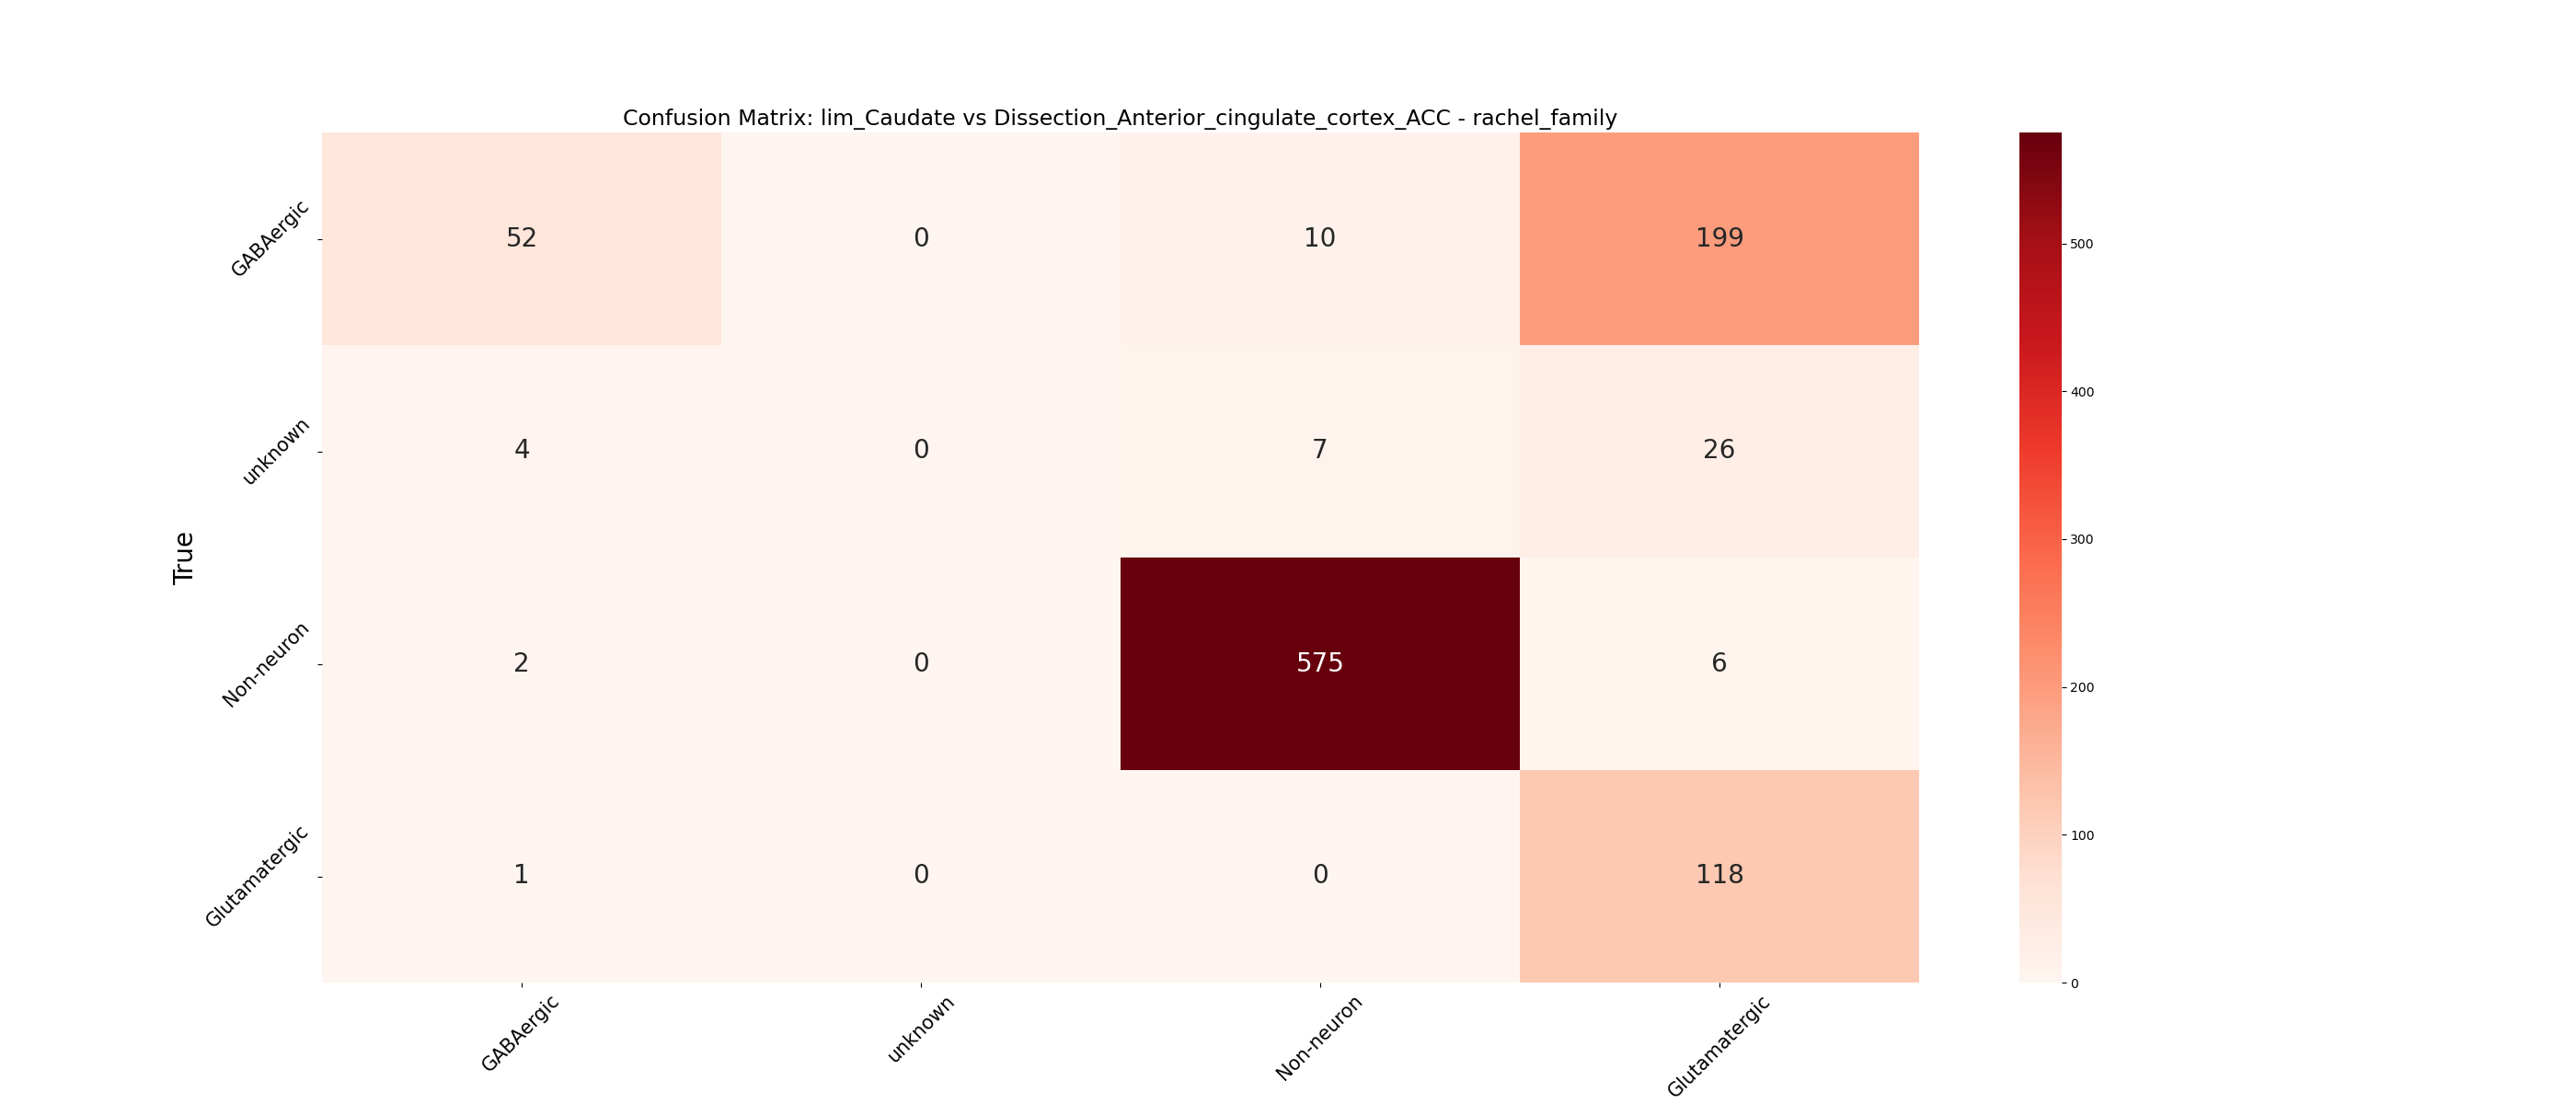 Confusion Matrix: lim_Caudate vs Dissection_Anterior_cingulate_cortex_ACC - rachel_family
True
GABAergic
52 0 10 199
unknown
4 0 7 26
Non-neuron
2 0 575 6
Glutamatergic
1 0 0 118
GABAergic unknown Non-neuron Glutamatergic
500
400
300
200
100
0